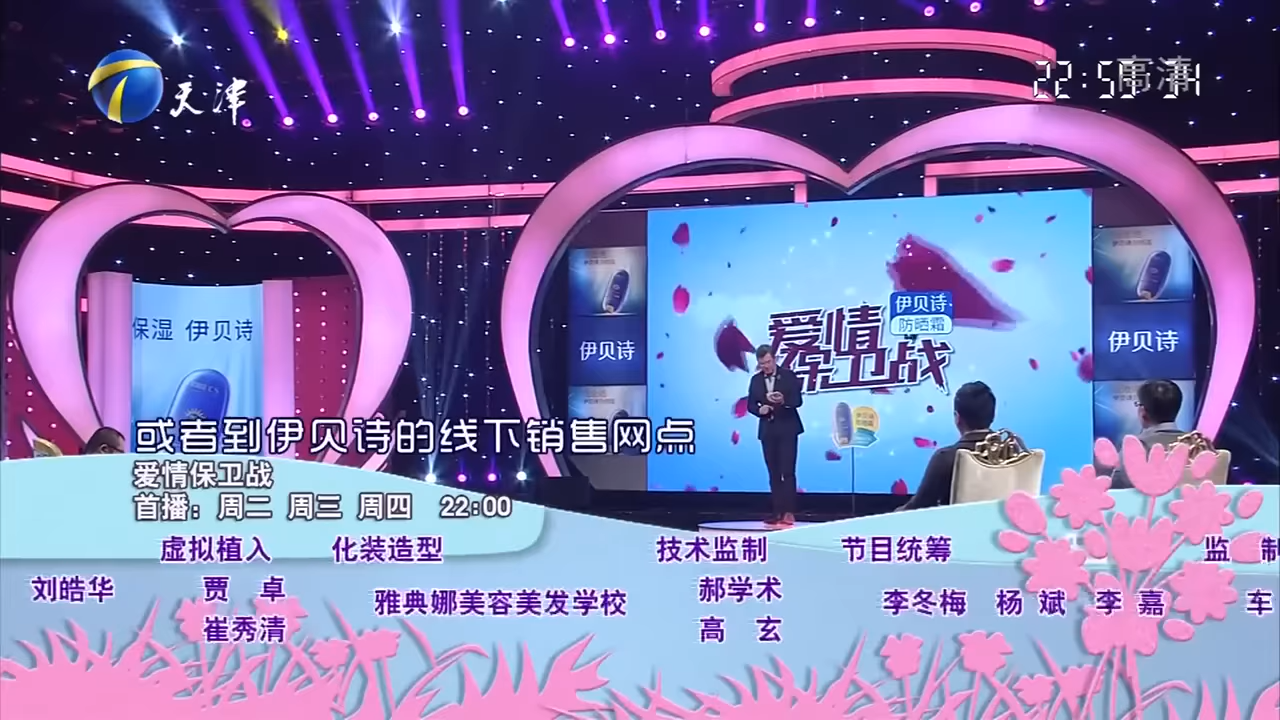 天津
高清
保湿 伊贝诗
伊贝诗
伊贝诗
防晒霜
爱情保卫战
伊贝诗
或者到伊贝诗的线下销售网点
爱情保卫战
首播：周二 周三 周四 22:00
虚拟植入 化装造型 技术监制 节目统筹 监 制
刘皓华 贾 卓 雅典娜美容美发学校 郝学术 李冬梅 杨 斌 李 嘉 车
崔秀清 高 玄